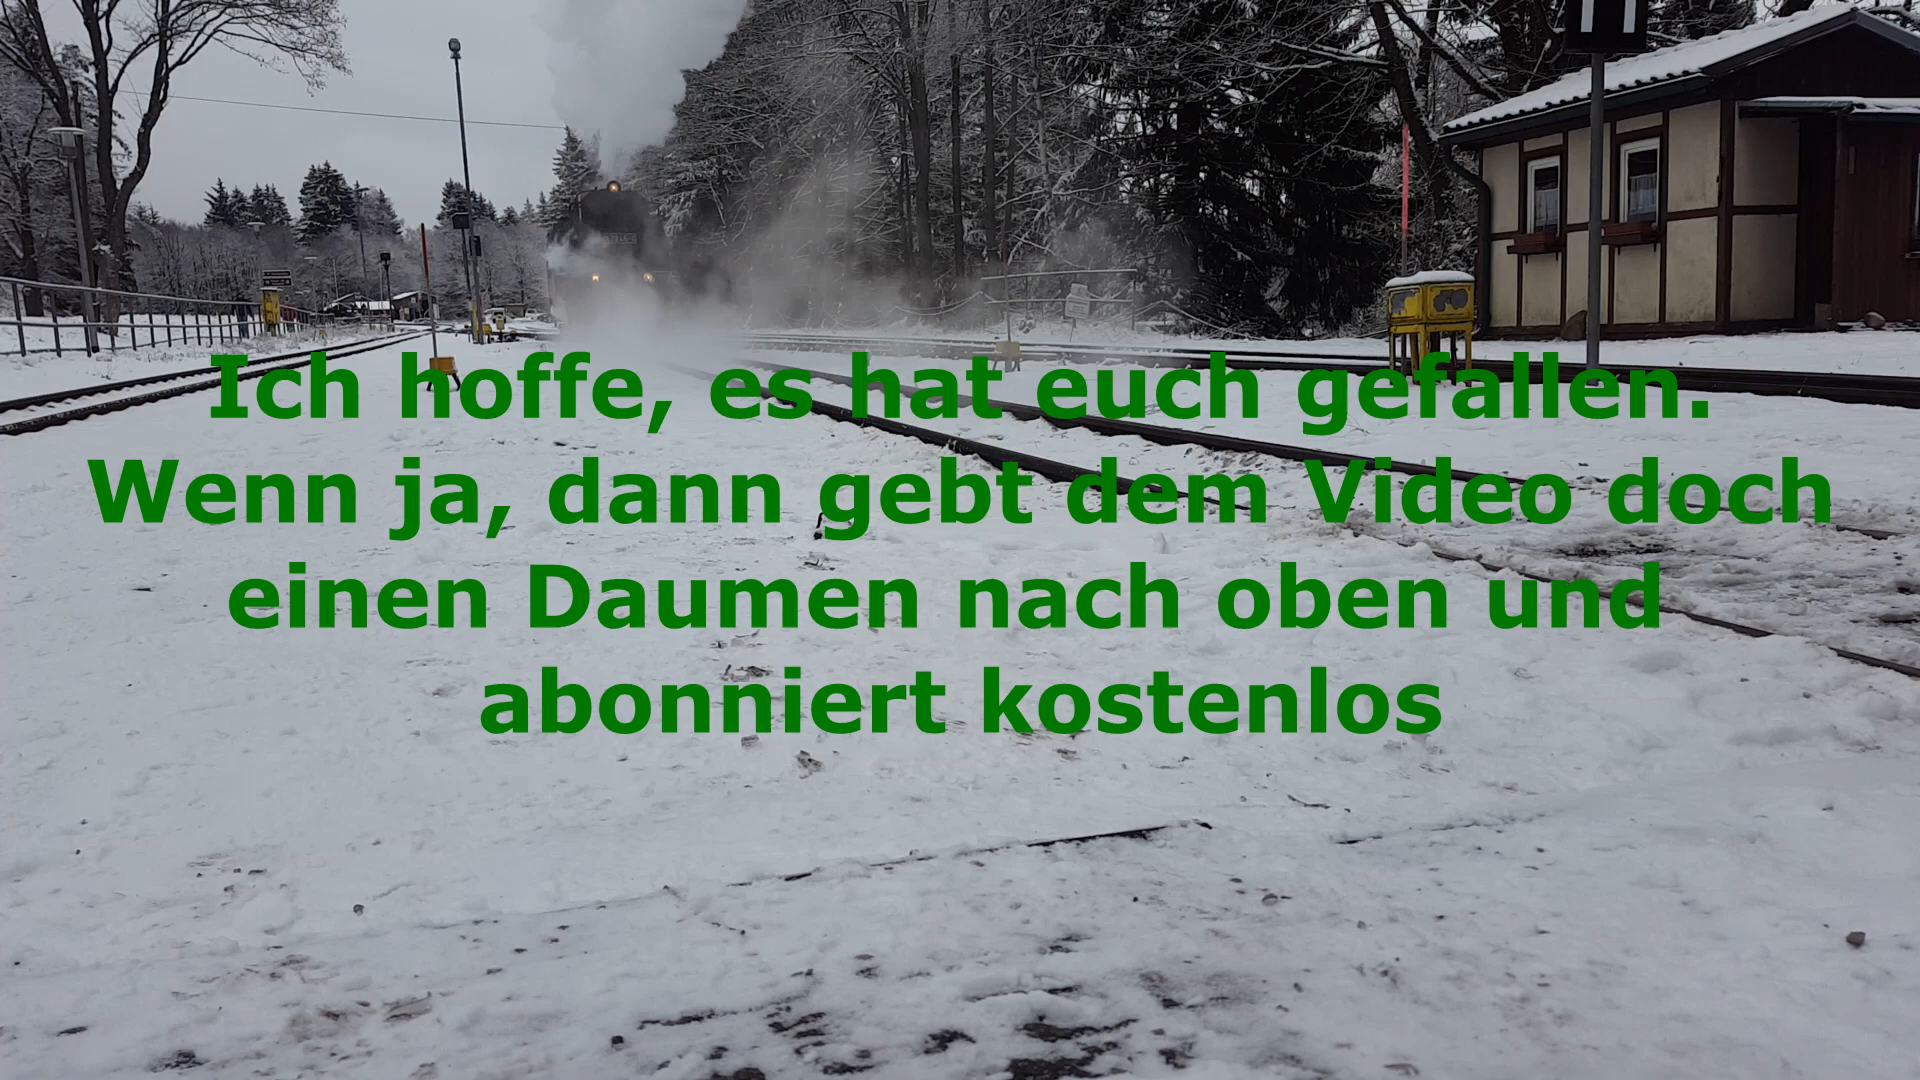 Ich hoffe, es hat euch gefallen.
Wenn ja, dann gebt dem Video doch
einen Daumen nach oben und
abonniert kostenlos